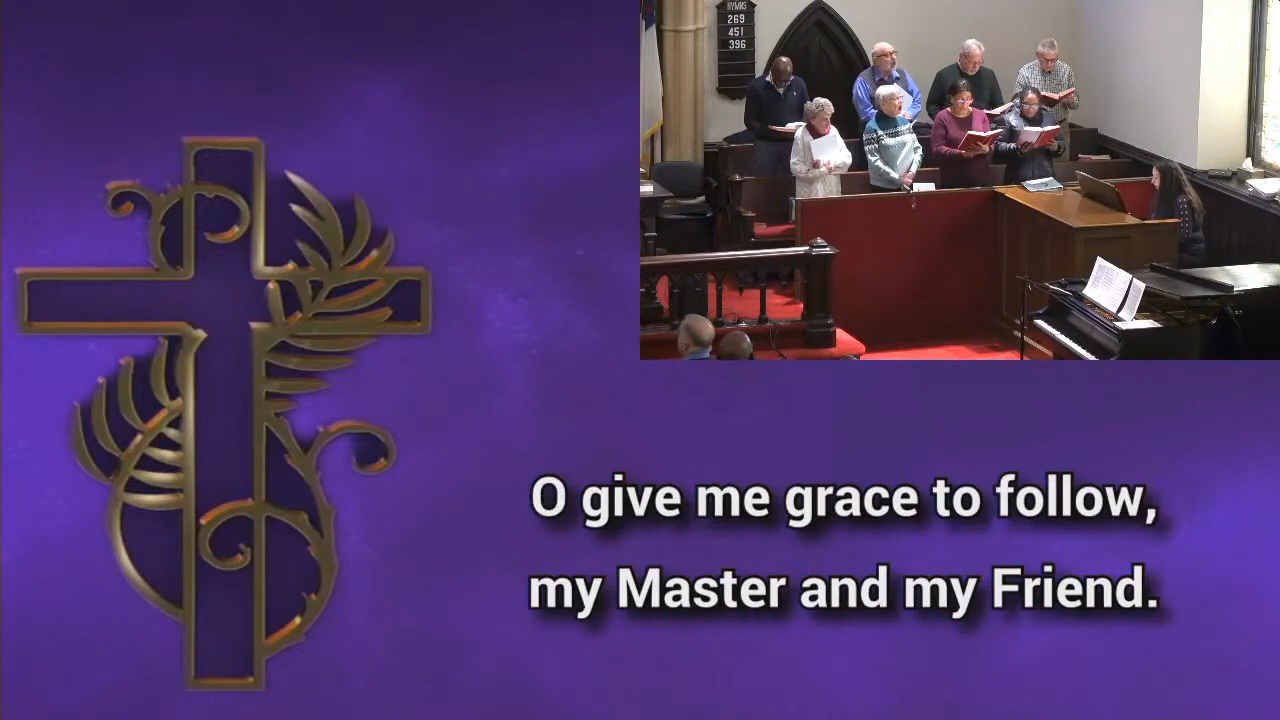 HYMNS
269
451
396
O give me grace to follow,
my Master and my Friend.